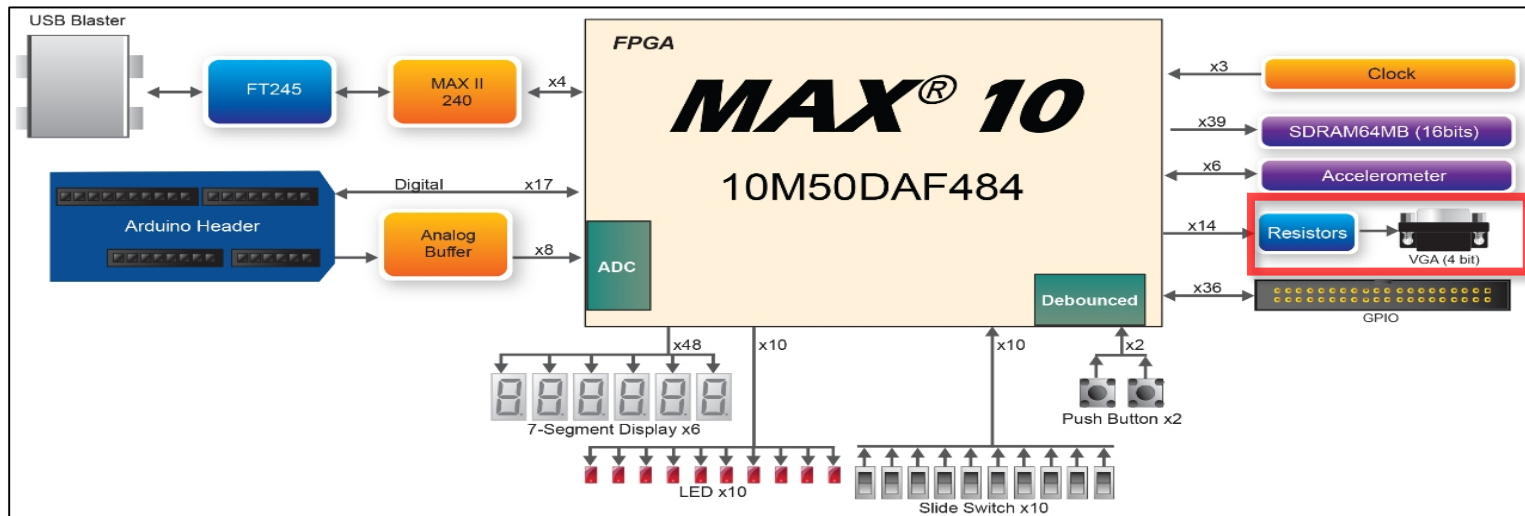 USB Blaster
FT245
MAX II
240
x4
FPGA
MAX® 10
10M50DAF484
x3
Clock
x39
SDRAM64MB (16bits)
x6
Accelerometer
x14
Resistors
VGA (4 bit)
x36
GPIO
Digital
x17
Arduino Header
Analog
Buffer
x8
ADC
Debounced
x48
x10
x10
x2
7-Segment Display x6
Push Button x2
LED x10
Slide Switch x10